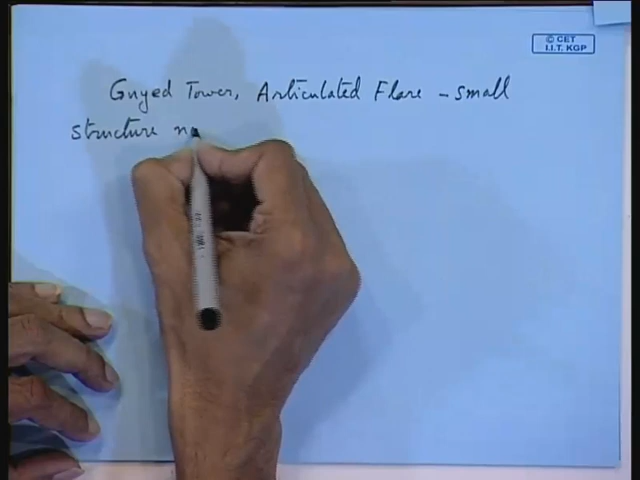 © CET
I.I.T. KGP
Guyed Tower, Articulated Flare - small
structure